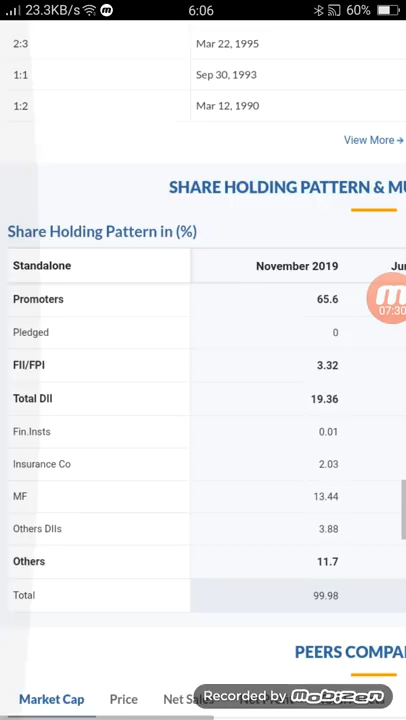 23.3KB/s 6:06 60%
2:3 Mar 22, 1995
1:1 Sep 30, 1993
1:2 Mar 12, 1990
View More
SHARE HOLDING PATTERN & MU
Share Holding Pattern in (%)
Standalone November 2019 Jun
Promoters 65.6
07:30
Pledged 0
FII/FPI 3.32
Total DII 19.36
Fin.Insts 0.01
Insurance Co 2.03
MF 13.44
Others DIIs 3.88
Others 11.7
Total 99.98
PEERS COMPA
Market Cap Price Net Sales
Recorded by mobizen